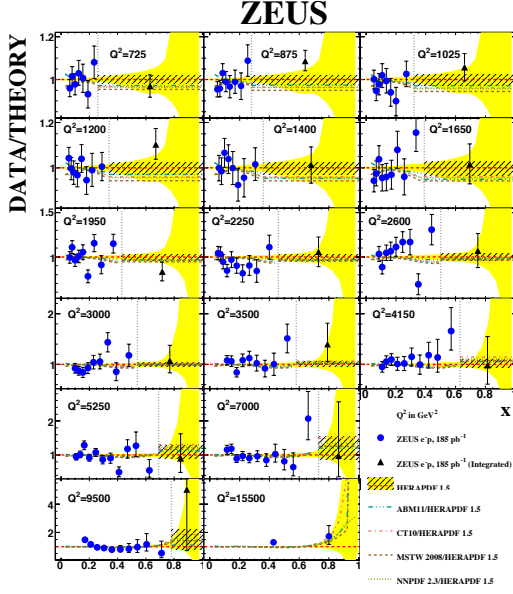 ZEUS
DATA/THEORY
1.2
1
Q²=725
Q²=875
Q²=1025
1.2
1
Q²=1200
Q²=1400
Q²=1650
1.5
1
Q²=1950
Q²=2250
Q²=2600
2
1
Q²=3000
Q²=3500
Q²=4150
0 0.2 0.4 0.6 0.8 1
x
2
1
Q²=5250
Q²=7000
Q² in GeV²
ZEUS e⁻p, 185 pb⁻¹
ZEUS e⁻p, 185 pb⁻¹ (Integrated)
HERAPDF 1.5
ABM11/HERAPDF 1.5
CT10/HERAPDF 1.5
MSTW 2008/HERAPDF 1.5
NNPDF 2.3/HERAPDF 1.5
4
2
Q²=9500
Q²=15500
0 0.2 0.4 0.6 0.8
0 0.2 0.4 0.6 0.8 1